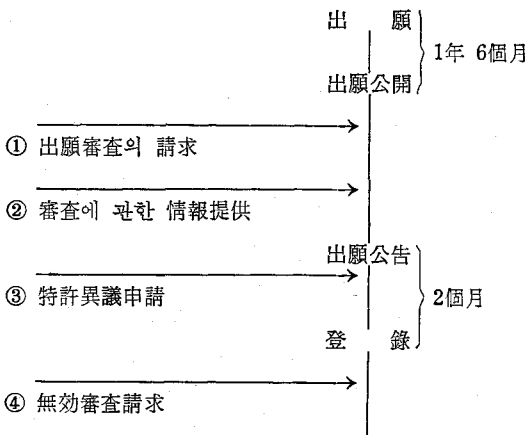 出 願
1年 6個月
出願公開
① 出願審査의 請求
② 審査에 관한 情報提供
出願公告
③ 特許異議申請
2個月
登 錄
④ 無効審査請求